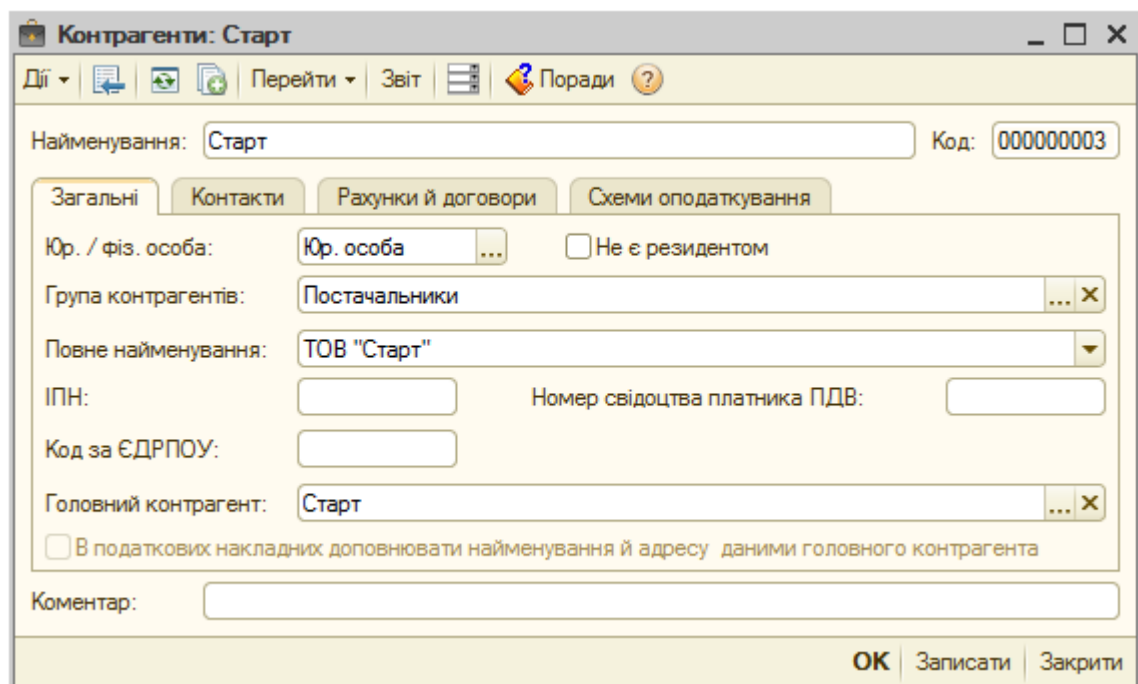 Контрагенти: Старт
Дії Перейти Звіт Поради ?
Найменування: Старт Код: 000000003
Загальні Контакти Рахунки й договори Схеми оподаткування
Юр. / фіз. особа: Юр. особа ... Не є резидентом
Група контрагентів: Постачальники ...
Повне найменування: ТОВ "Старт"
ІПН: Номер свідоцтва платника ПДВ:
Код за ЄДРПОУ:
Головний контрагент: Старт ...
В податкових накладних доповнювати найменування й адресу даними головного контрагента
Коментар:
OK Записати Закрити